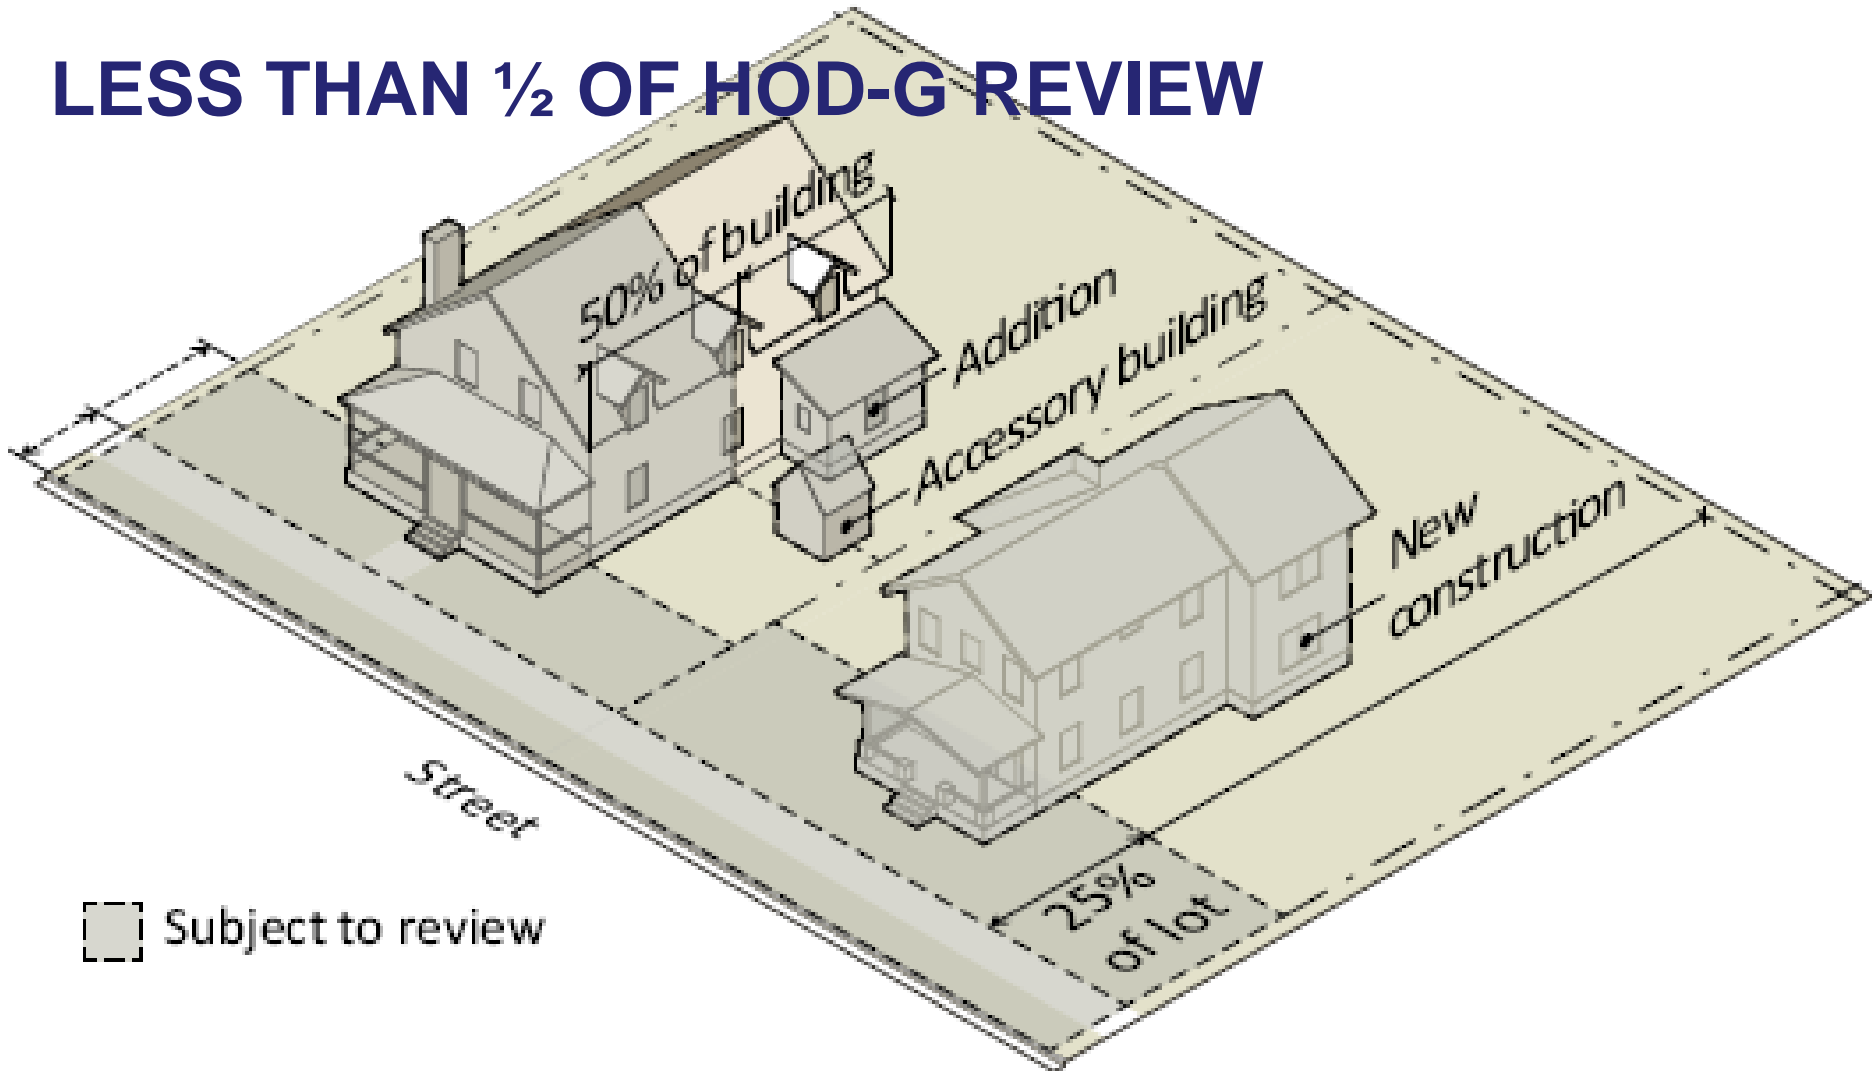 LESS THAN ½ OF HOD-G REVIEW
50% of building
Addition
Accessory building
New
construction
Street
25%
of lot
Subject to review